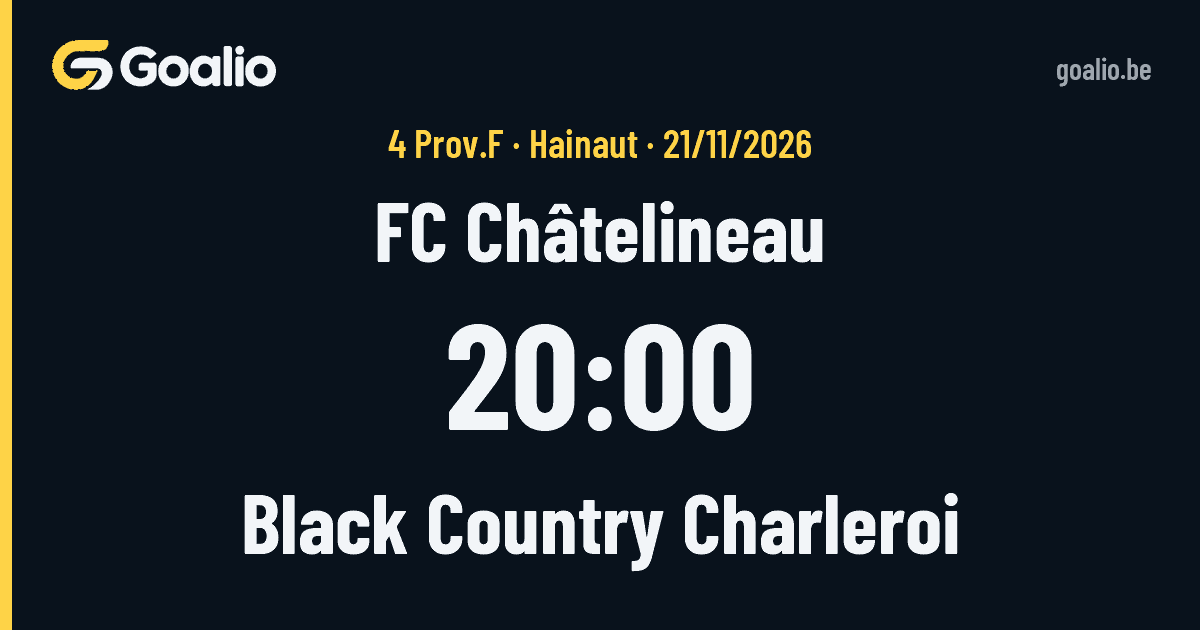 Goalio
goalio.be
4 Prov.F · Hainaut · 21/11/2026
FC Châtelineau
20:00
Black Country Charleroi